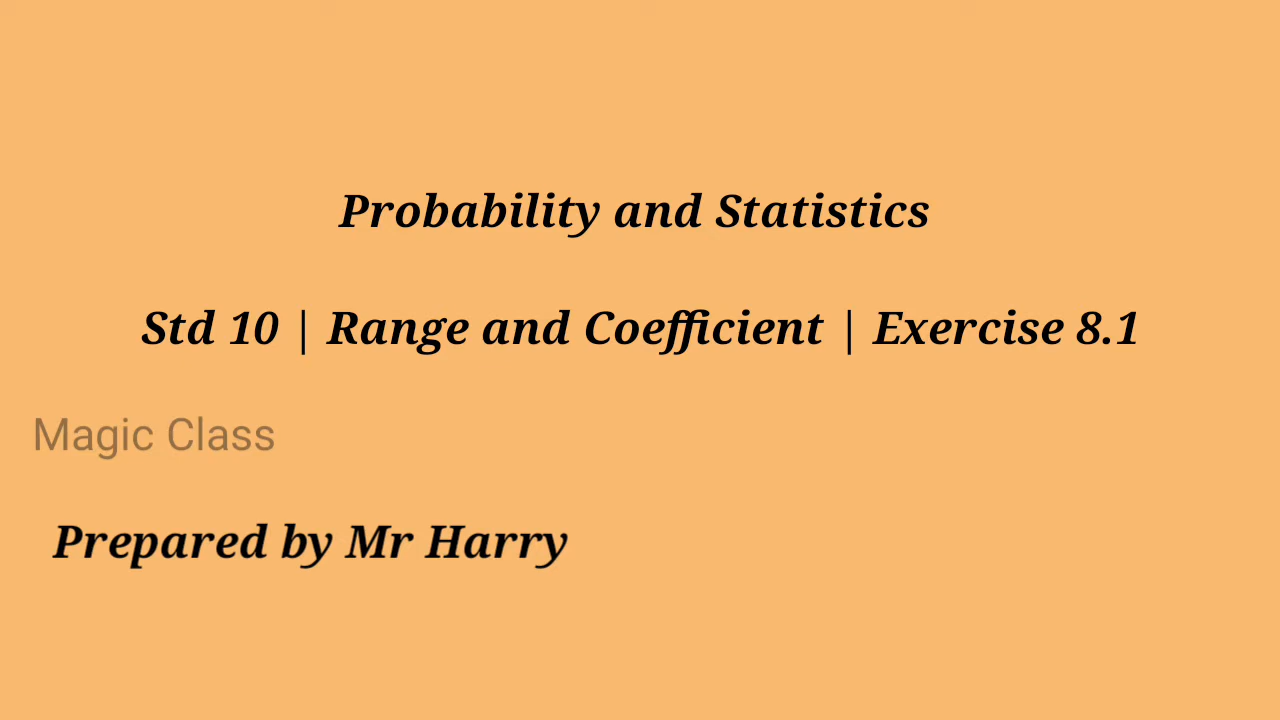 Probability and Statistics
Std 10 | Range and Coefficient | Exercise 8.1
Magic Class
Prepared by Mr Harry